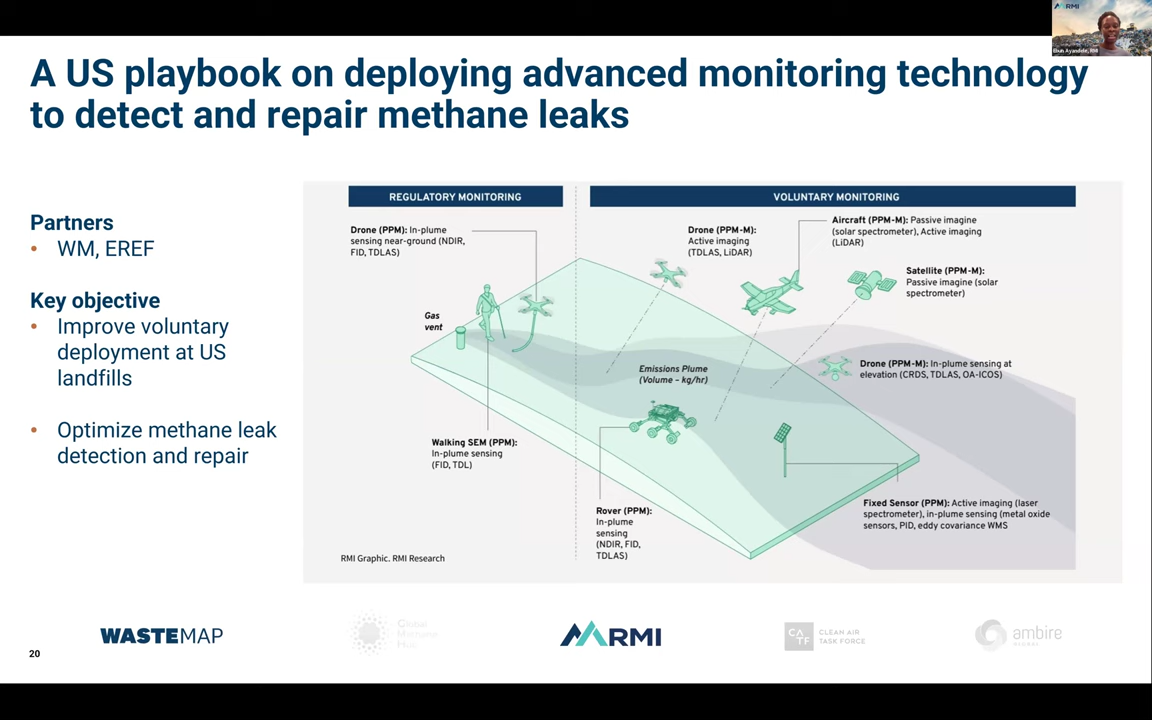 RMI
A US playbook on deploying advanced monitoring technology
to detect and repair methane leaks
Partners
• WM, EREF
Key objective
• Improve voluntary
deployment at US
landfills
• Optimize methane leak
detection and repair
REGULATORY MONITORING
VOLUNTARY MONITORING
Drone (PPM): In-plume
sensing near-ground (NDIR,
FID, TDLAS)
Drone (PPM-M):
Active imaging
(TDLAS, LiDAR)
Aircraft (PPM-M): Passive imagine
(solar spectrometer), Active imaging
(LiDAR)
Satellite (PPM-M):
Passive imagine (solar
spectrometer)
Gas
vent
Emissions Plume
(Volume – kg/hr)
Drone (PPM-M): In-plume sensing at
elevation (CRDS, TDLAS, OA-ICOS)
Walking SEM (PPM):
In-plume sensing
(FID, TDL)
Rover (PPM):
In-plume
sensing
(NDIR, FID,
TDLAS)
Fixed Sensor (PPM): Active imaging (laser
spectrometer), in-plume sensing (metal oxide
sensors, PID, eddy covariance WMS
RMI Graphic. RMI Research
WASTEMAP
Global
Methane
Hub
RMI
CATF
CLEAN AIR
TASK FORCE
ambire
GLOBAL
20